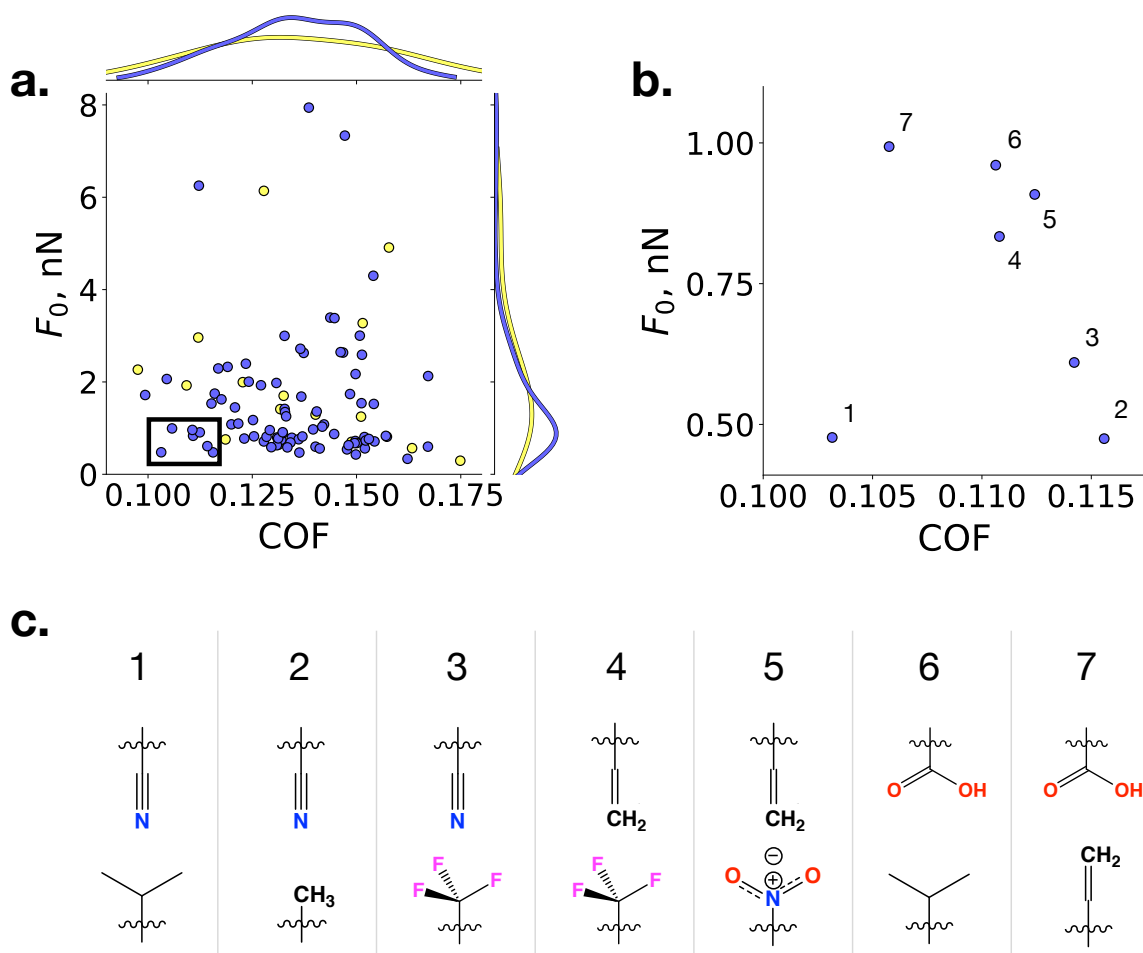 a.
8
6
4
2
0
F0, nN
0.100 0.125 0.150 0.175
COF
b.
1.00
0.75
0.50
F0, nN
7
6
5
4
3
2
1
0.100 0.105 0.110 0.115
COF
c.
1 2 3 4 5 6 7
N N N CH2 CH2 O OH O OH
CH3 F F F F F F O N O CH2
⊖
⊕